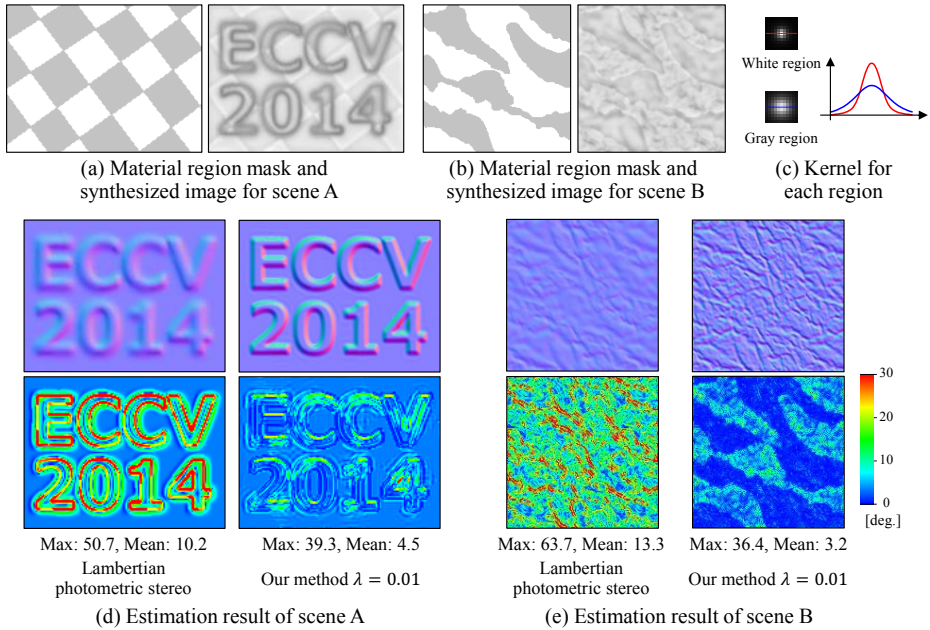 ECCV
2014
White region
Gray region
(a) Material region mask and
synthesized image for scene A
(b) Material region mask and
synthesized image for scene B
(c) Kernel for
each region
ECCV
2014
ECCV
2014
ECCV
2014
ECCV
2014
30
20
10
0
[deg.]
Max: 50.7, Mean: 10.2
Lambertian
photometric stereo
Max: 39.3, Mean: 4.5
Our method λ = 0.01
Max: 63.7, Mean: 13.3
Lambertian
photometric stereo
Max: 36.4, Mean: 3.2
Our method λ = 0.01
(d) Estimation result of scene A
(e) Estimation result of scene B